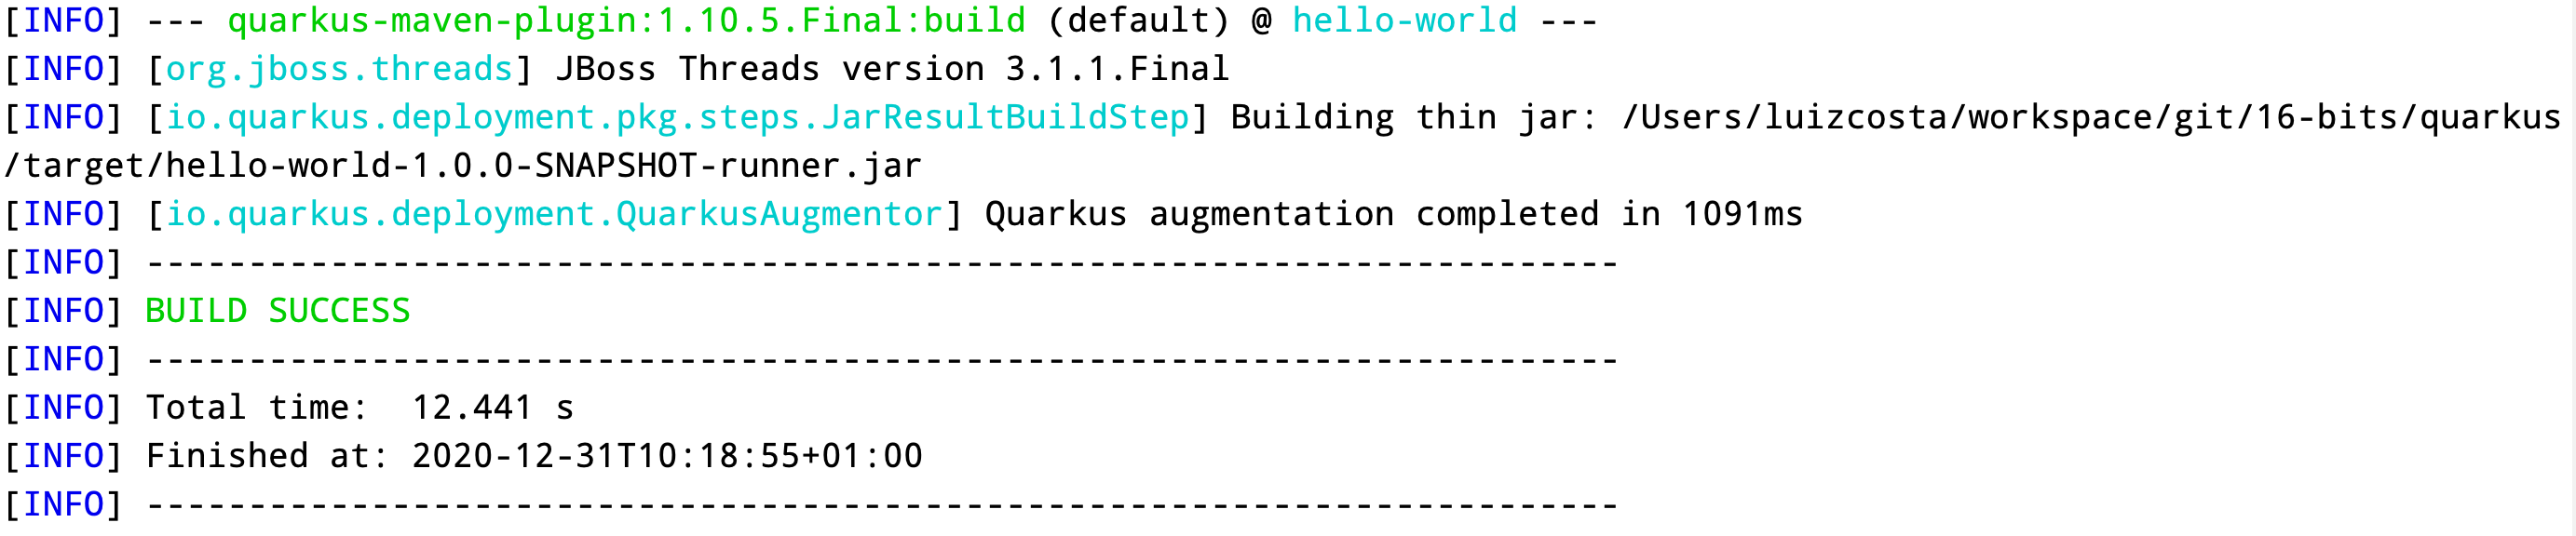 [INFO] --- quarkus-maven-plugin:1.10.5.Final:build (default) @ hello-world ---
[INFO] [org.jboss.threads] JBoss Threads version 3.1.1.Final
[INFO] [io.quarkus.deployment.pkg.steps.JarResultBuildStep] Building thin jar: /Users/luizcosta/workspace/git/16-bits/quarkus
/target/hello-world-1.0.0-SNAPSHOT-runner.jar
[INFO] [io.quarkus.deployment.QuarkusAugmentor] Quarkus augmentation completed in 1091ms
[INFO] ------------------------------------------------------------------------
[INFO] BUILD SUCCESS
[INFO] ------------------------------------------------------------------------
[INFO] Total time:  12.441 s
[INFO] Finished at: 2020-12-31T10:18:55+01:00
[INFO] ------------------------------------------------------------------------